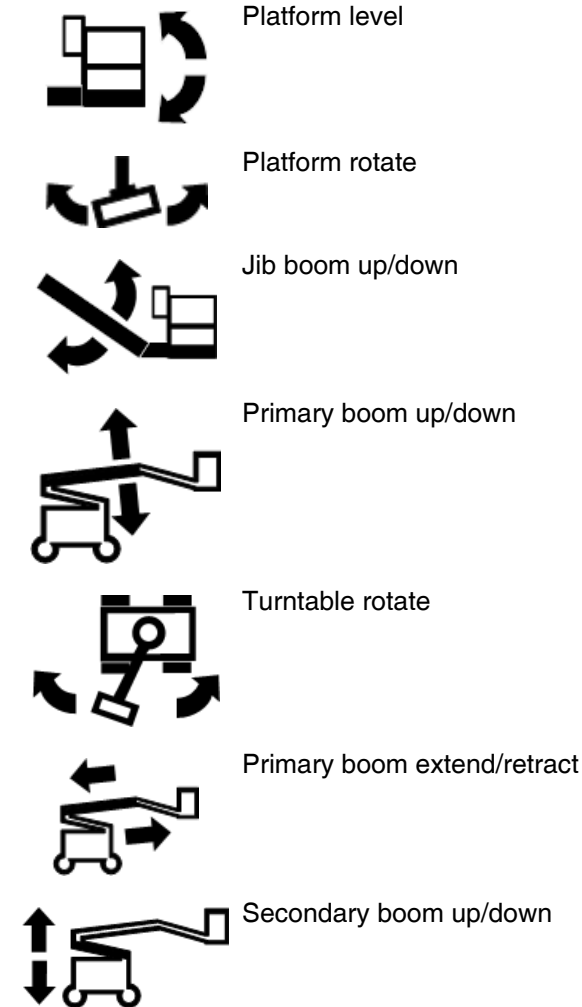 Platform level
Platform rotate
Jib boom up/down
Primary boom up/down
Turntable rotate
Primary boom extend/retract
Secondary boom up/down